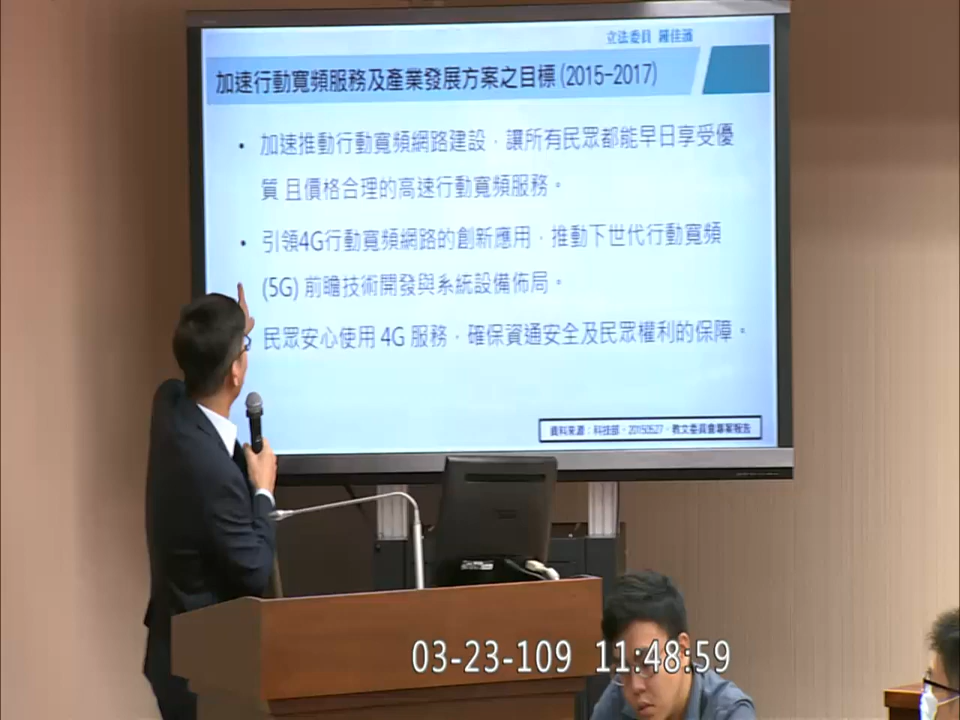 立法委員 羅佳滋
加速行動寬頻服務及產業發展方案之目標(2015-2017)
• 加速推動行動寬頻網路建設，讓所有民眾都能早日享受優
質 且價格合理的高速行動寬頻服務。
• 引領4G行動寬頻網路的創新應用，推動下世代行動寬頻
(5G) 前瞻技術開發與系統設備佈局。
民眾安心使用 4G 服務，確保資通安全及民眾權利的保障。
資料來源：科技部，20150527，教文委員會專案報告
03-23-109 11:48:59